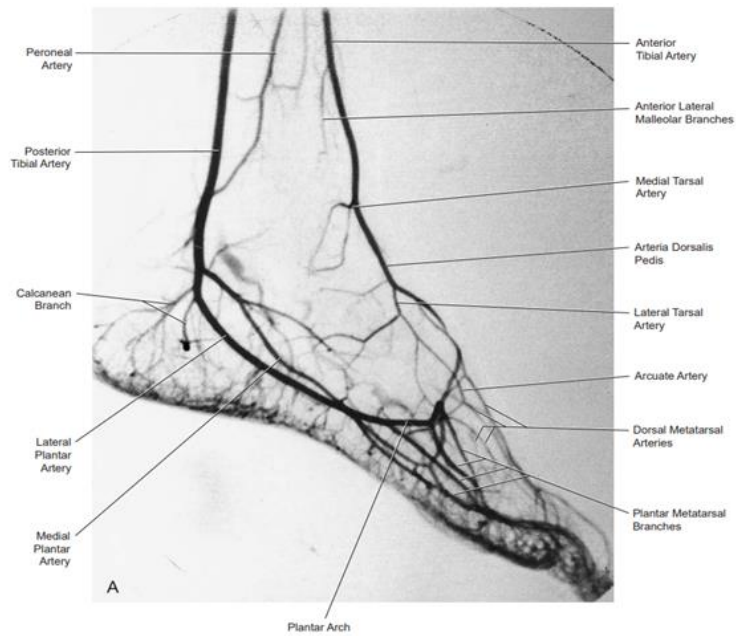 Peroneal
Artery
Posterior
Tibial Artery
Calcanean
Branch
Lateral
Plantar
Artery
Medial
Plantar
Artery
A
Plantar Arch
Anterior
Tibial Artery
Anterior Lateral
Malleolar Branches
Medial Tarsal
Artery
Arteria Dorsalis
Pedis
Lateral Tarsal
Artery
Arcuate Artery
Dorsal Metatarsal
Arteries
Plantar Metatarsal
Branches